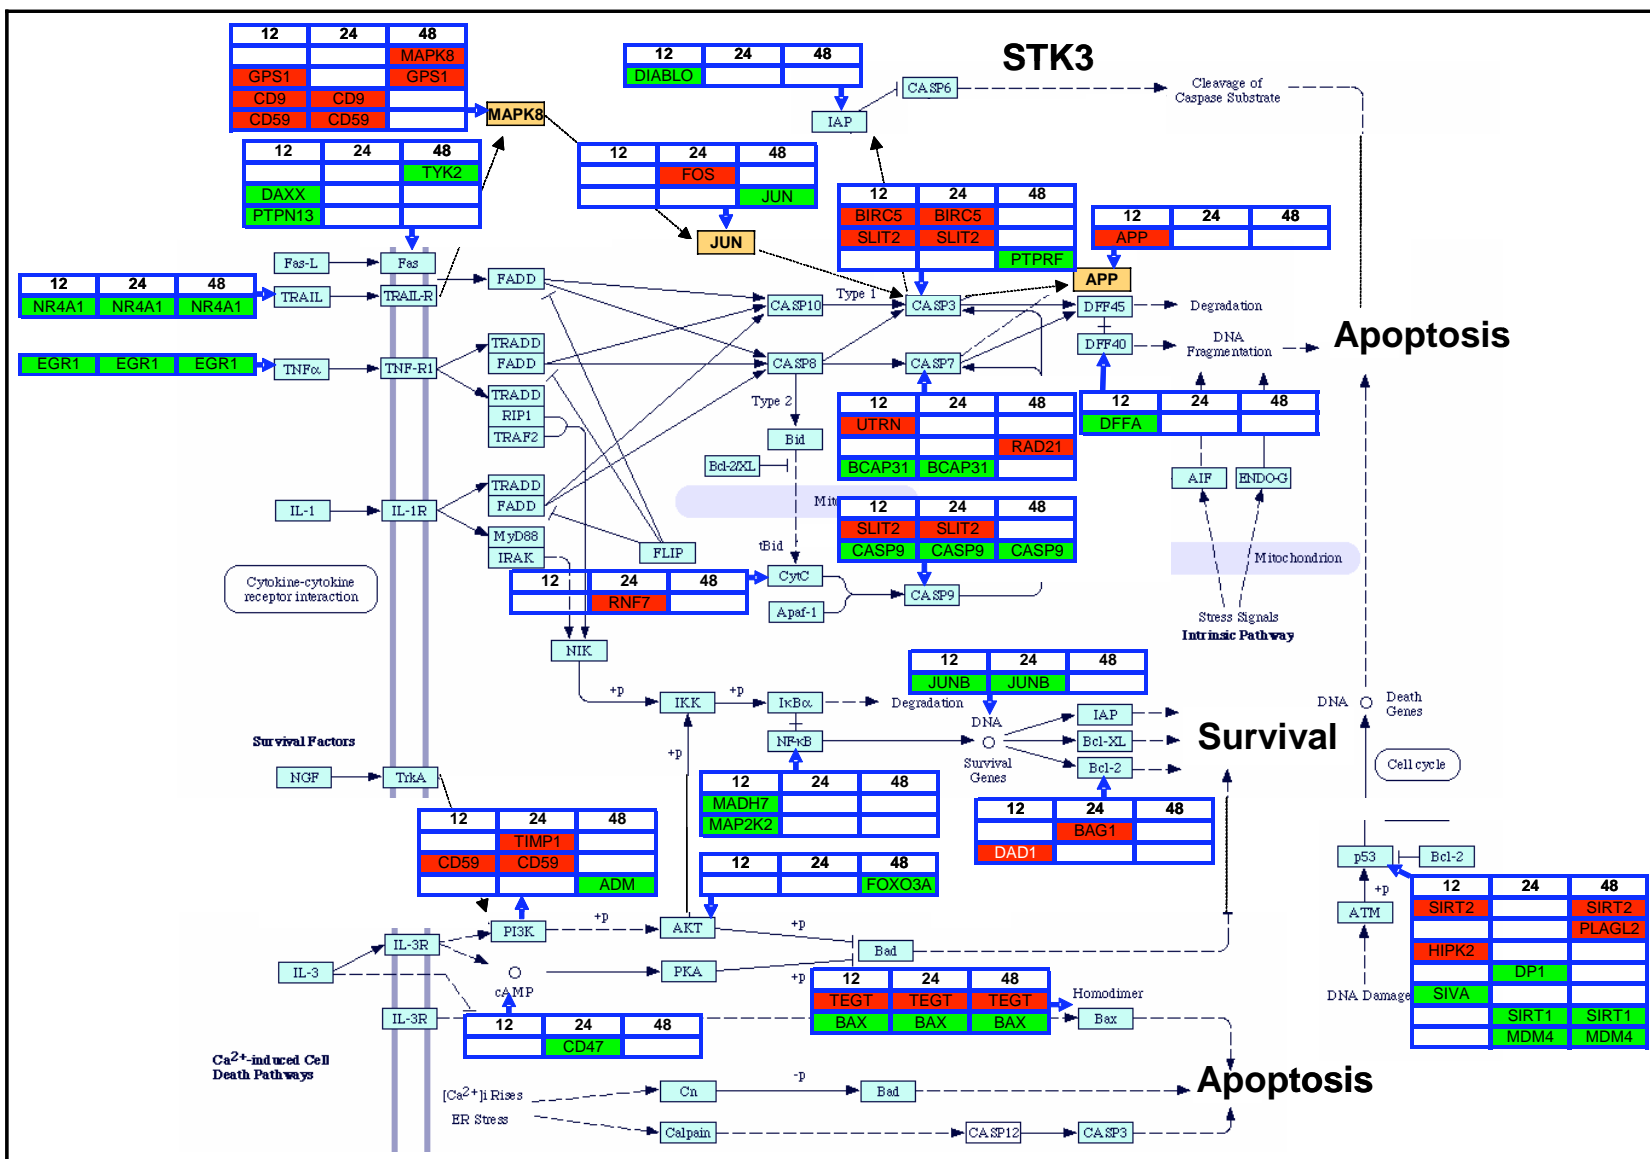 12 24 48
MAPK8
GPS1 GPS1
CD9 CD9
CD59 CD59
MAPK8
12 24 48
DIABLO
STK3
CASP6
Cleavage of
Caspase Substrate
IAP
12 24 48
TYK2
DAXX
PTPN13
12 24 48
FOS
JUN
JUN
12 24 48
BIRC5 BIRC5
SLIT2 SLIT2
PTPRF
12 24 48
APP
APP
Fas-L
Fas
12 24 48
NR4A1 NR4A1 NR4A1
TRAIL
TRAIL-R
FADD
CASP10
Type 1
CASP3
DFF45
Degradation
DFF40
DNA
Fragmentation
Apoptosis
EGR1 EGR1 EGR1
TNFα
TNF-R1
TRADD
FADD
CASP8
CASP7
TRADD
RIP1
TRAF2
Type 2
Bid
Bcl-2/XL
12 24 48
UTRN
RAD21
BCAP31 BCAP31
12 24 48
DFFA
AIF
ENDO-G
IL-1
IL-1R
TRADD
FADD
MyD88
IRAK
FLIP
tBid
12 24 48
SLIT2 SLIT2
CASP9 CASP9 CASP9
Mitochondrion
Cytokine-cytokine
receptor interaction
12 24 48
RNF7
CytC
Apaf-1
CASP9
Stress Signals
Intrinsic Pathway
NIK
+p
IKK
+p
IκBα
Degradation
NF-κB
12 24 48
JUNB JUNB
DNA
Survival
Genes
IAP
Bcl-XL
Bcl-2
Survival
DNA
Death
Genes
Cell cycle
Survival Factors
NGF
TrkA
+p
12 24 48
MADH7
MAP2K2
12 24 48
BAG1
DAD1
12 24 48
TIMP1
CD59 CD59
ADM
12 24 48
FOXO3A
p53
Bcl-2
+p
ATM
DNA Damage
12 24 48
SIRT2 SIRT2
PLAGL2
HIPK2
DP1
SIVA
SIRT1 SIRT1
MDM4 MDM4
IL-3
IL-3R
PI3K
+p
AKT
+p
Bad
cAMP
PKA
+p
IL-3R
12 24 48
CD47
12 24 48
TEGT TEGT TEGT
BAX BAX BAX
Homodimer
Bax
Ca2+-induced Cell
Death Pathways
[Ca2+]i Rises
ER Stress
Cn
-p
Bad
Apoptosis
Calpain
CASP12
CASP3